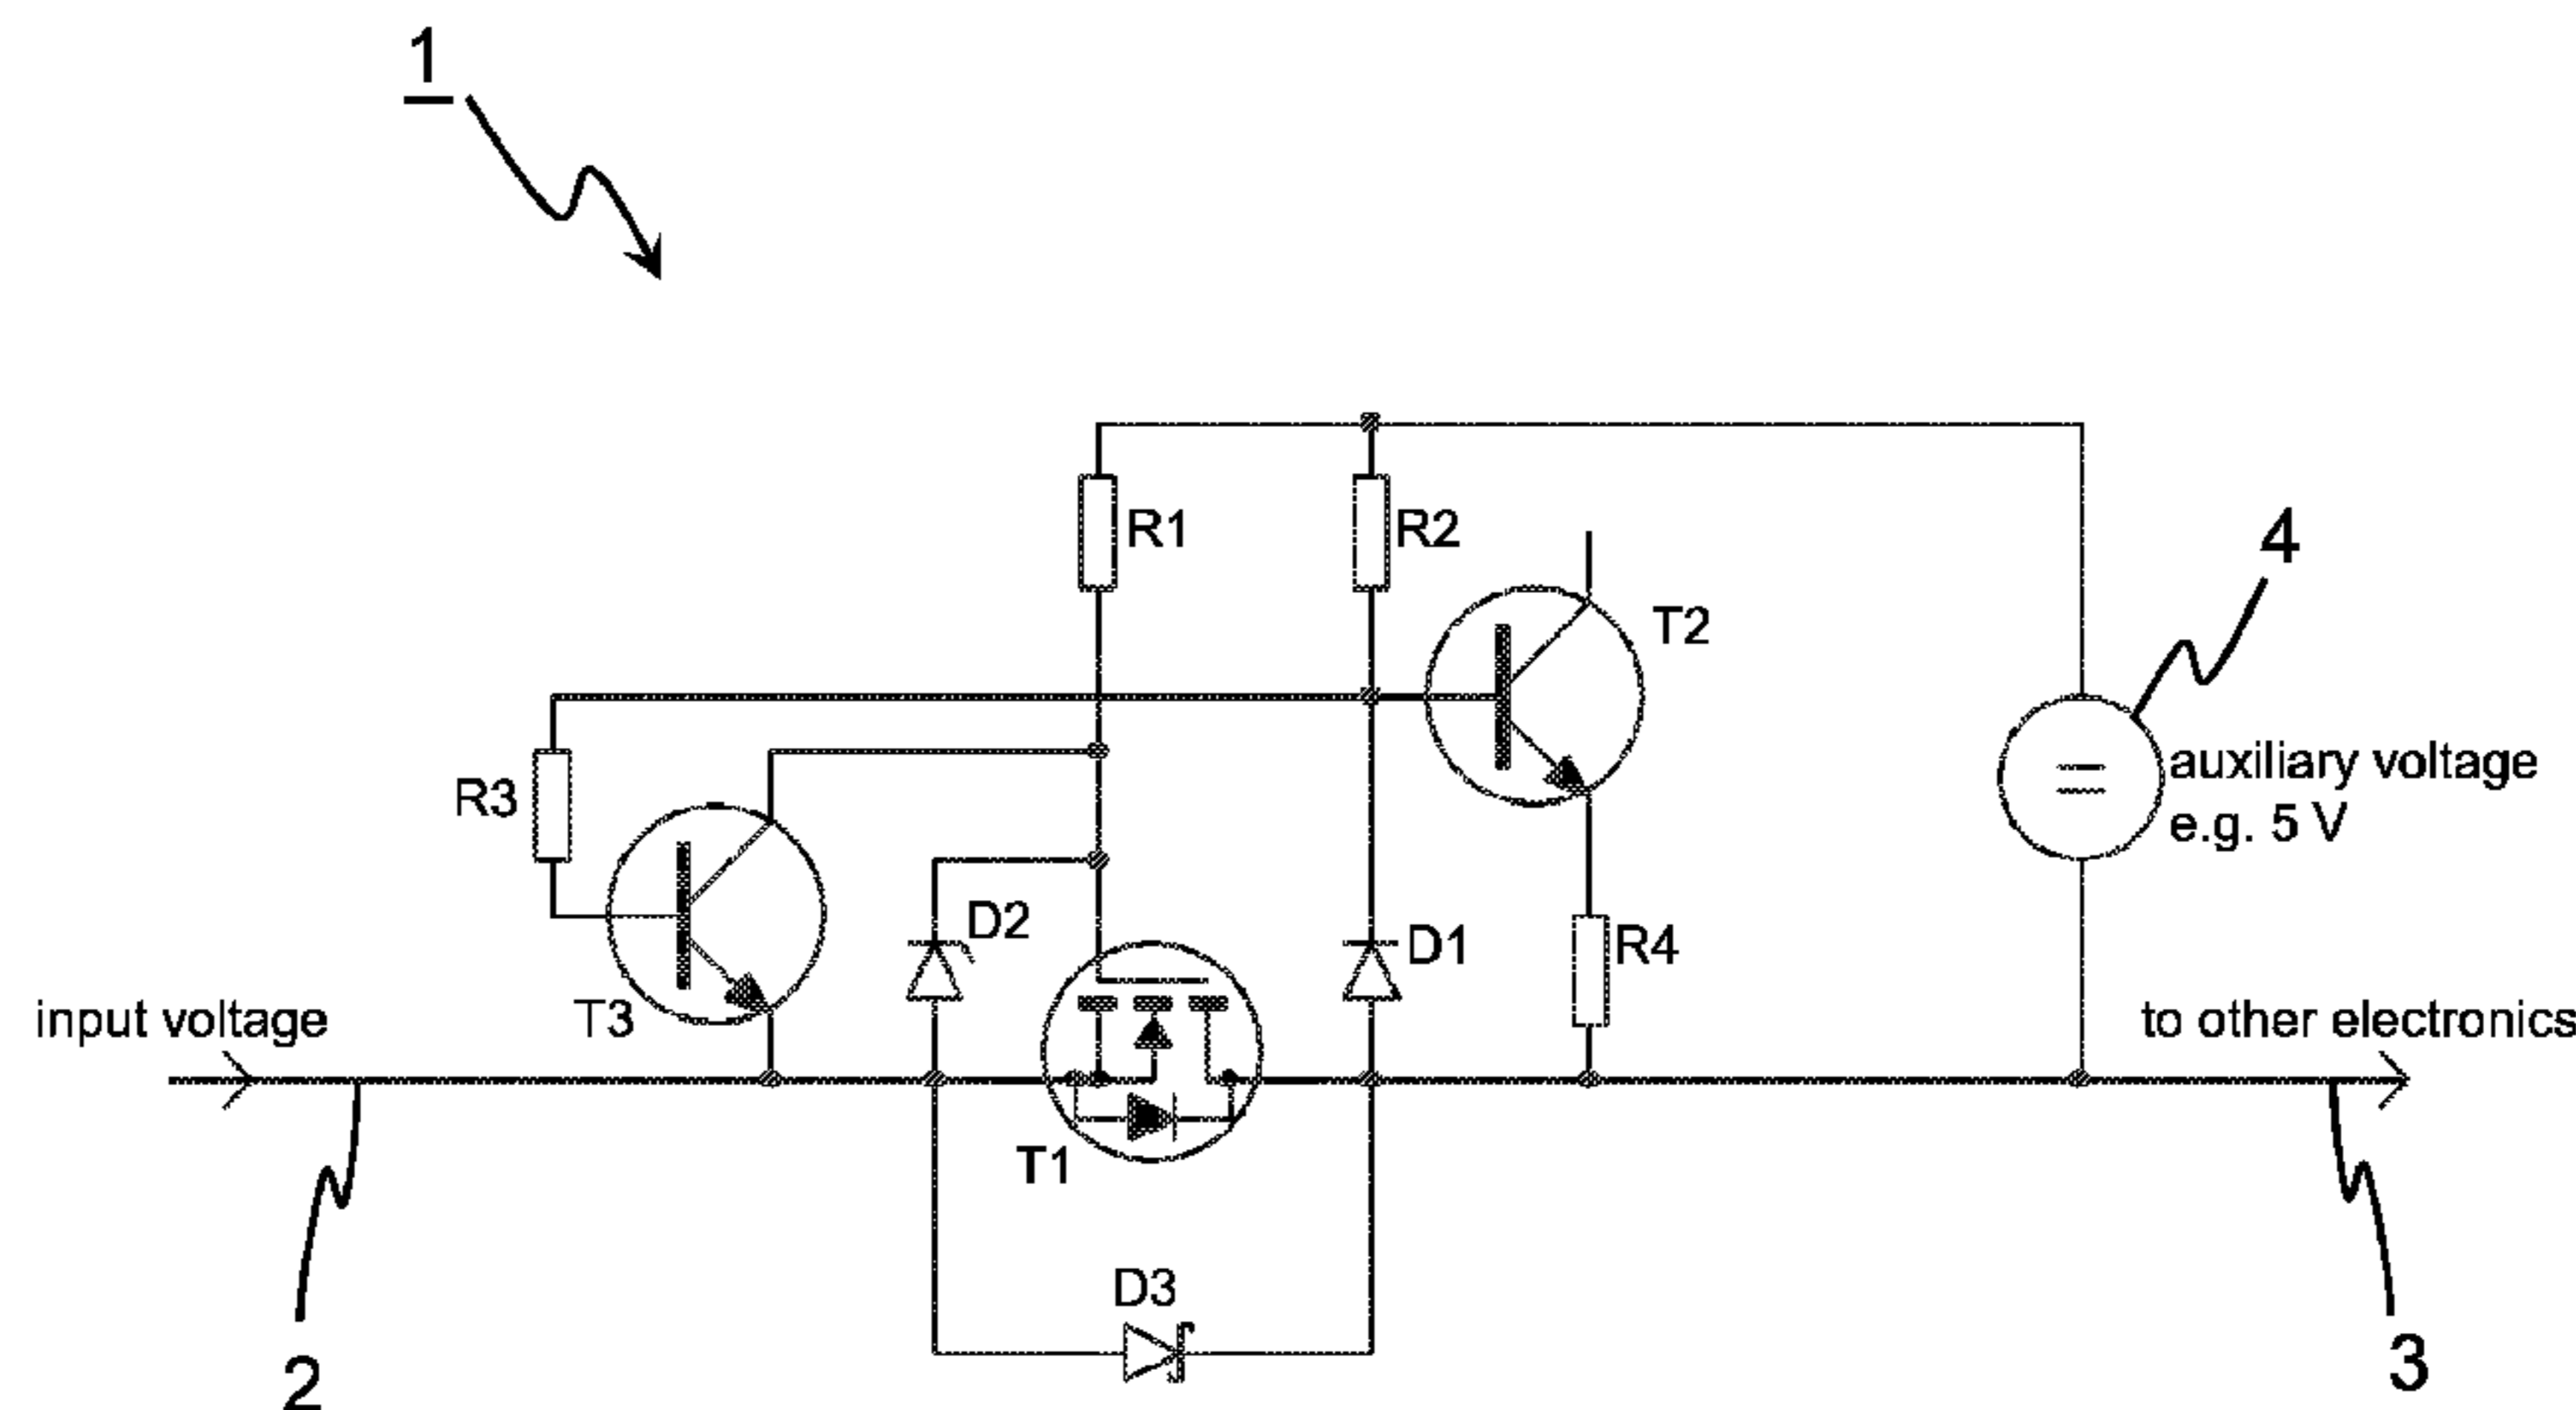 1
R1
R2
4
T2
R3
auxiliary voltage
e.g. 5 V
D2
D1
R4
T3
input voltage
to other electronics
T1
D3
2
3